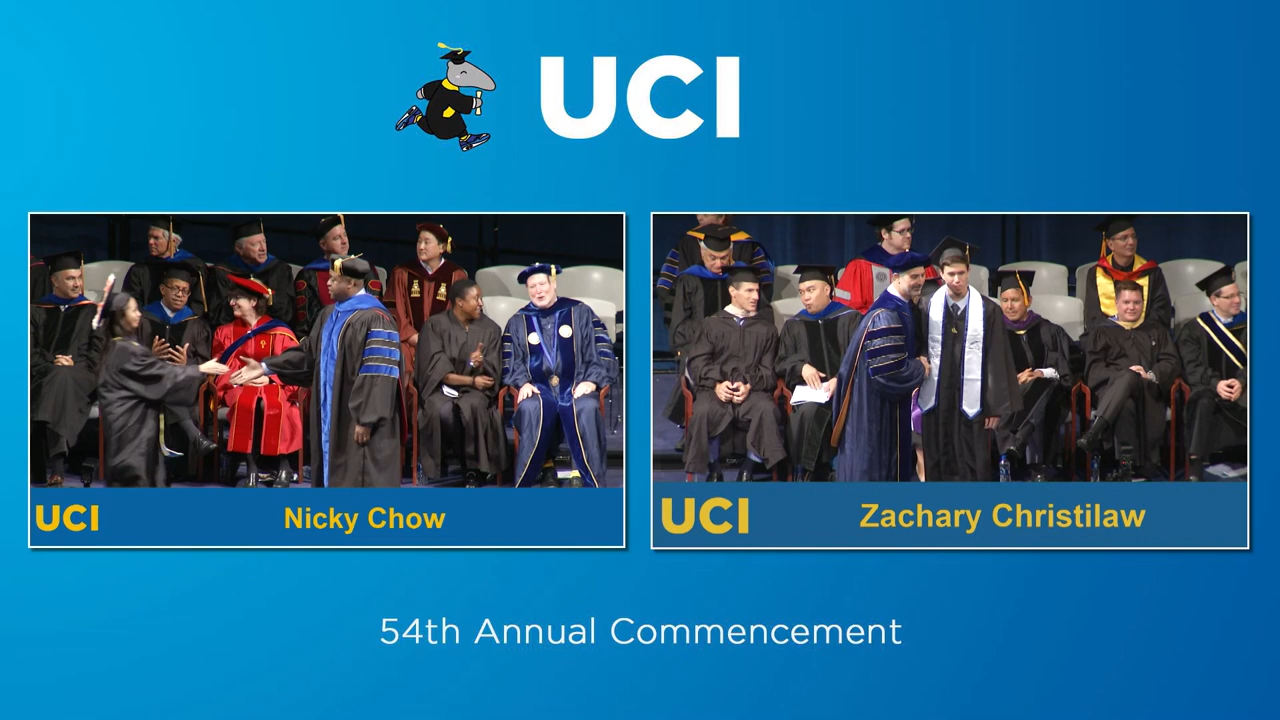 UCI
UCI
Nicky Chow
UCI
Zachary Christilaw
54th Annual Commencement